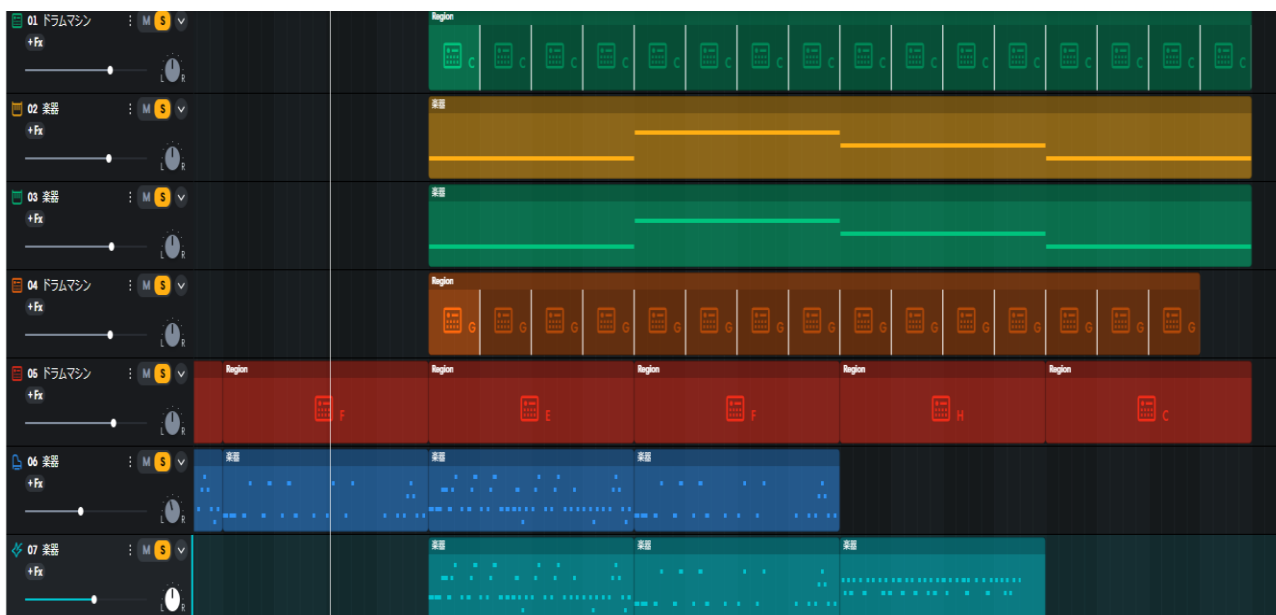 01 ドラムマシン M S
Region
+Fx
C C C C C C C C C C C C C C C C
L R
02 楽器 M S
楽器
+Fx
L R
03 楽器 M S
楽器
+Fx
L R
04 ドラムマシン M S
Region
+Fx
G G G G G G G G G G G G G G G
L R
05 ドラムマシン M S
Region Region Region Region Region
+Fx
F E F H C
L R
06 楽器 M S
楽器 楽器 楽器
+Fx
L R
07 楽器 M S
楽器 楽器 楽器
+Fx
L R